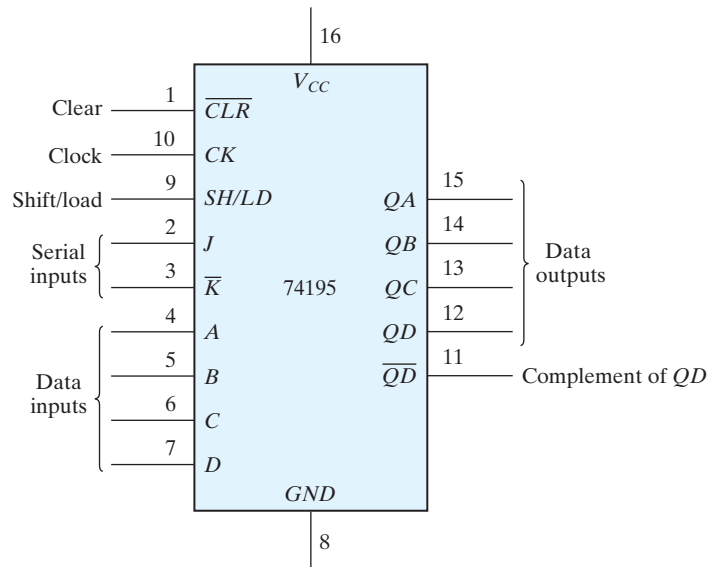 16
V_CC
Clear 1 C̅L̅R̅
Clock 10 CK
Shift/load 9 SH/LD
Serial inputs
2 J
3 K̅
Data inputs
4 A
5 B
6 C
7 D
74195
QA 15
QB 14
QC 13
QD 12
Data outputs
Q̅D̅ 11 Complement of QD
GND
8